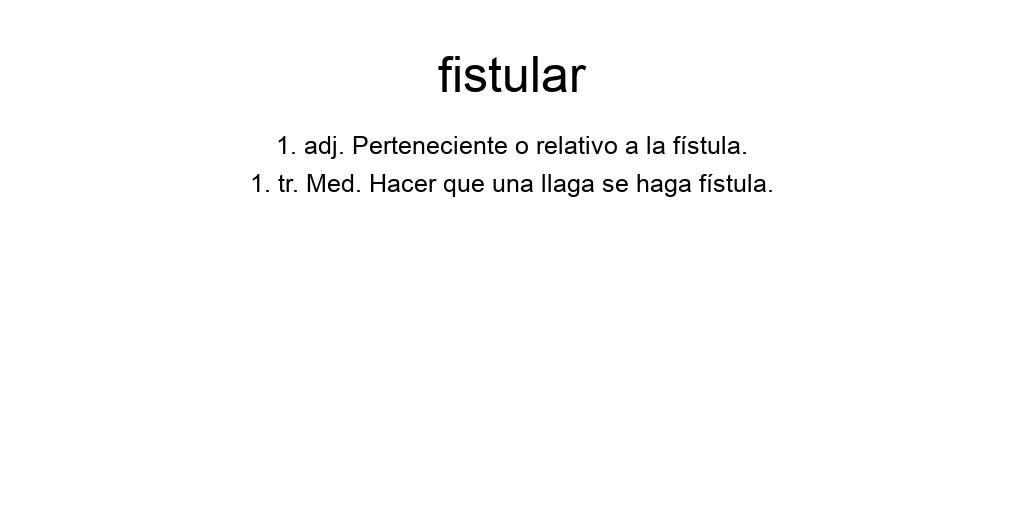 fistular
1. adj. Perteneciente o relativo a la fístula.
1. tr. Med. Hacer que una llaga se haga fístula.